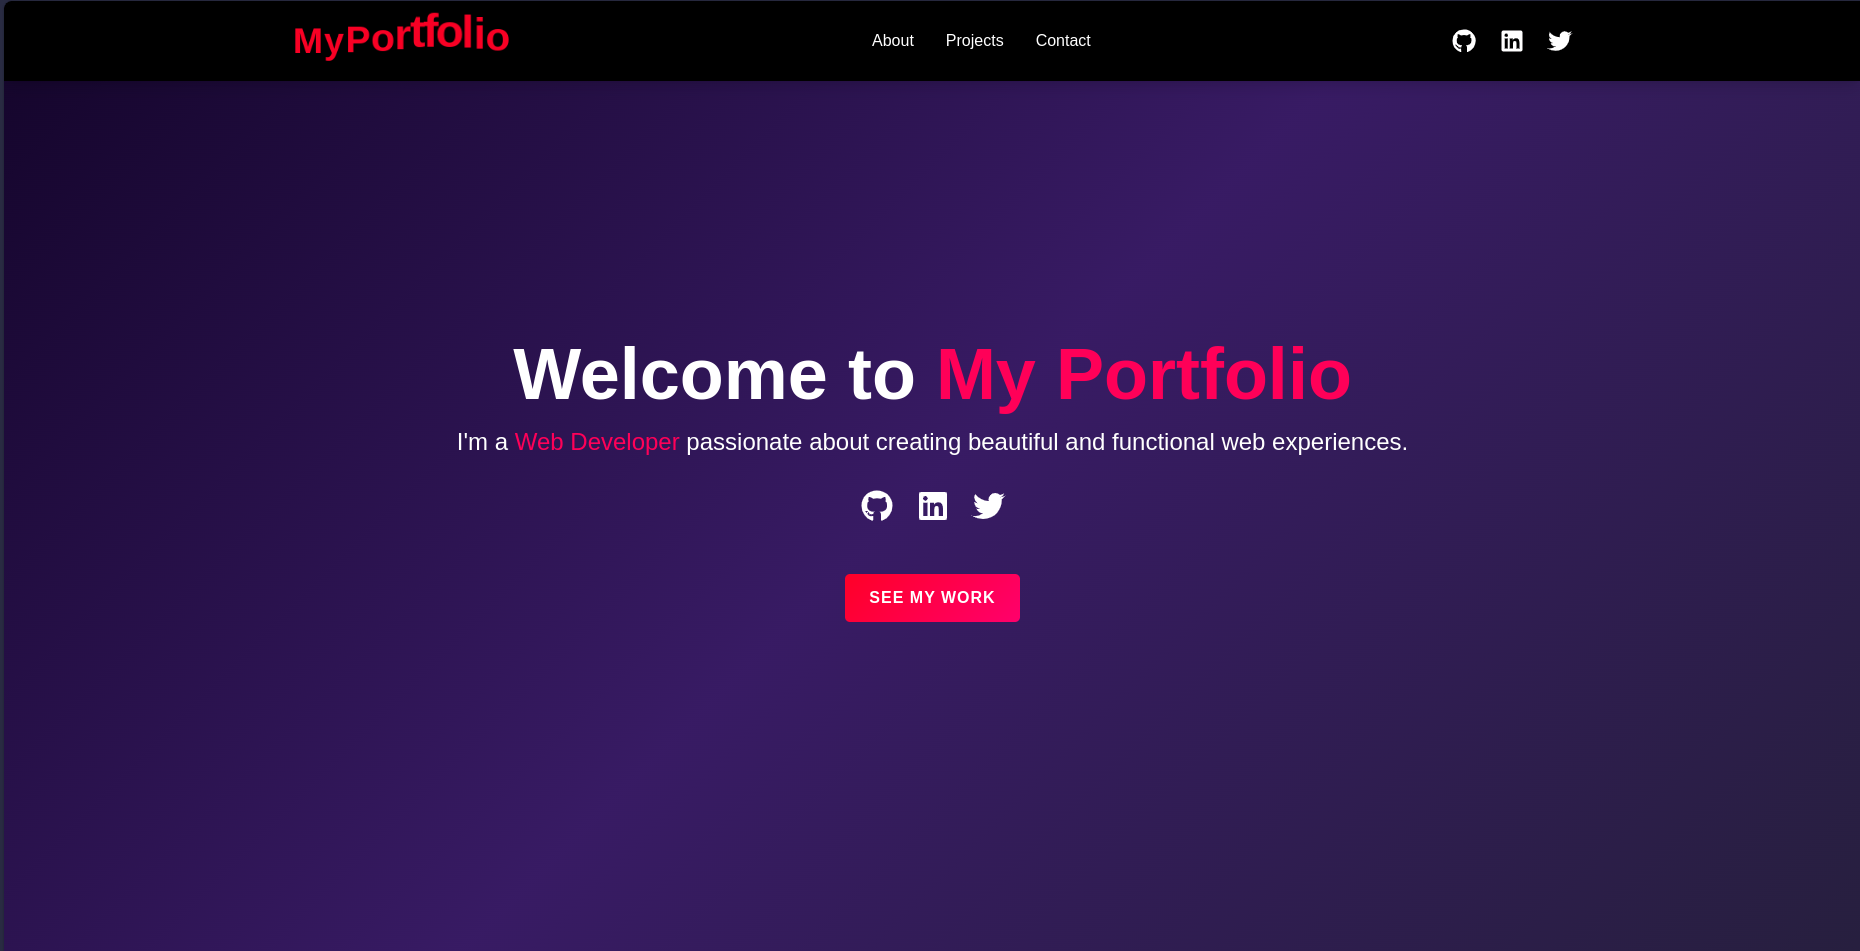 MyPortfolio
About Projects Contact
Welcome to My Portfolio
I'm a Web Developer passionate about creating beautiful and functional web experiences.
SEE MY WORK